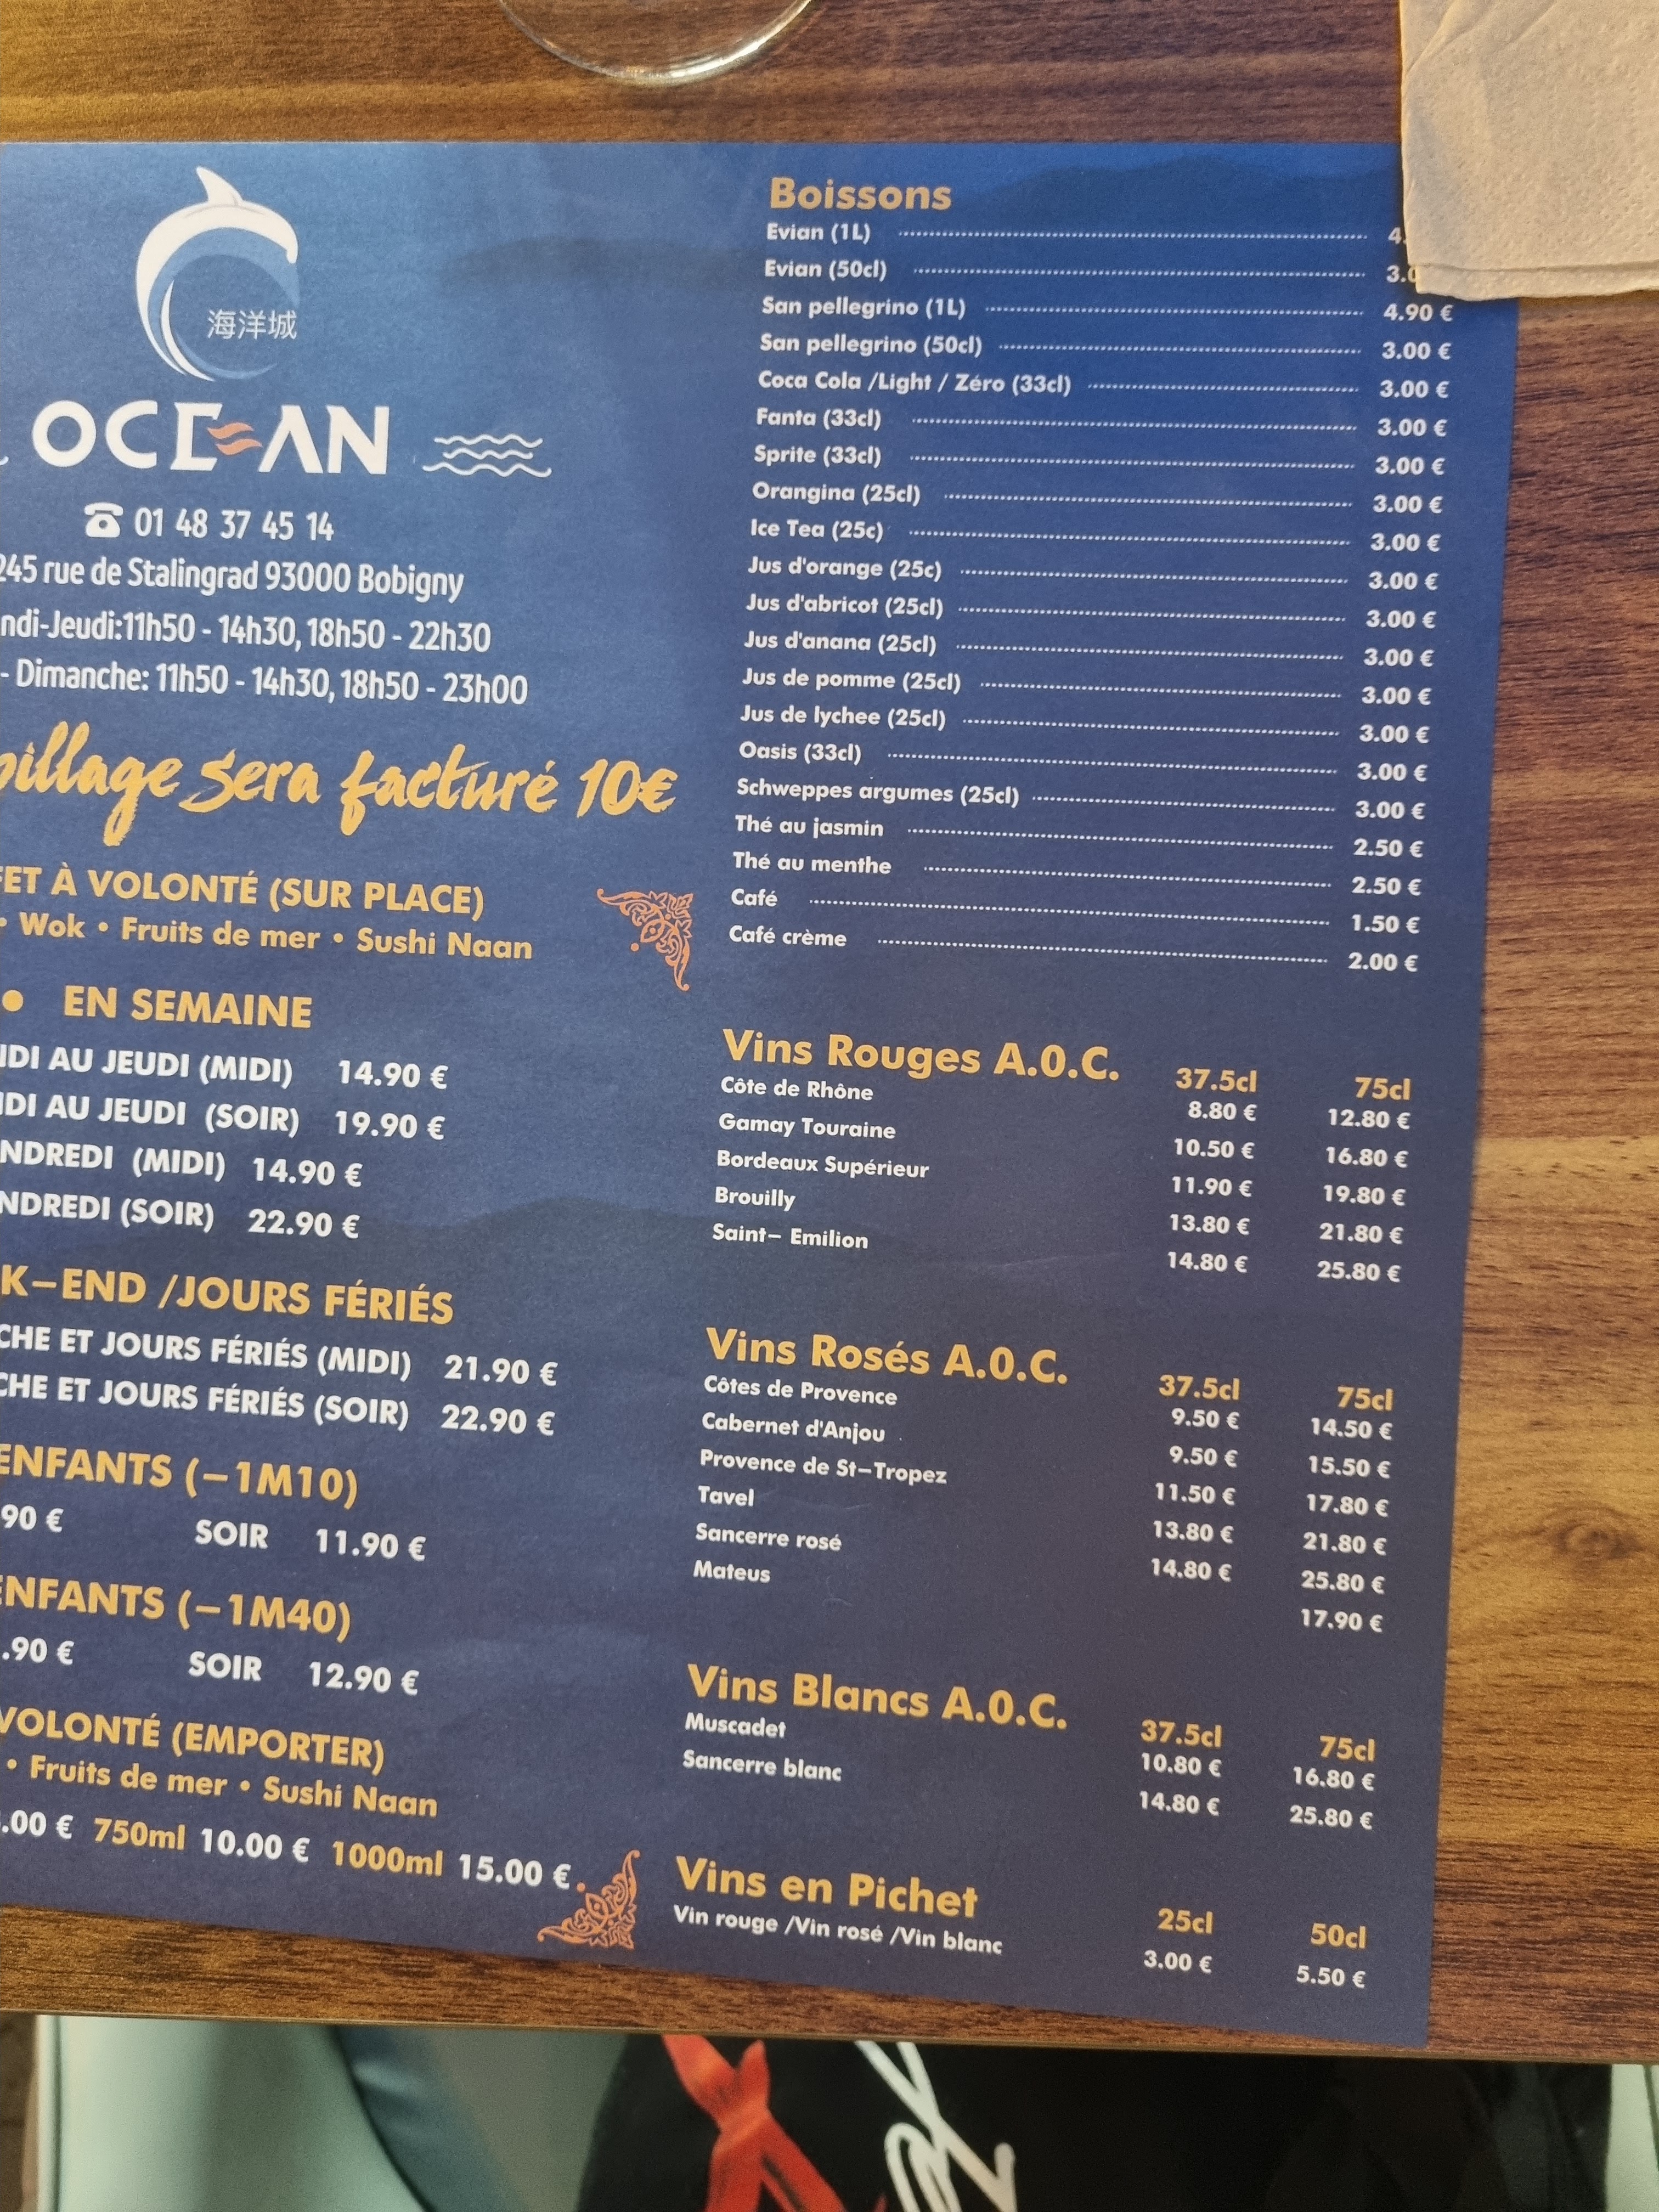 海洋城
OCEAN
01 48 37 45 14
245 rue de Stalingrad 93000 Bobigny
ndi-Jeudi:11h50 - 14h30, 18h50 - 22h30
- Dimanche: 11h50 - 14h30, 18h50 - 23h00
pillage sera facturé 10€
FET À VOLONTÉ (SUR PLACE)
• Wok • Fruits de mer • Sushi Naan
● EN SEMAINE
NDI AU JEUDI (MIDI) 14.90 €
NDI AU JEUDI (SOIR) 19.90 €
NDREDI (MIDI) 14.90 €
NDREDI (SOIR) 22.90 €
K-END /JOURS FÉRIÉS
CHE ET JOURS FÉRIÉS (MIDI) 21.90 €
CHE ET JOURS FÉRIÉS (SOIR) 22.90 €
ENFANTS (-1M10)
.90 € SOIR 11.90 €
ENFANTS (-1M40)
.90 € SOIR 12.90 €
VOLONTÉ (EMPORTER)
• Fruits de mer • Sushi Naan
.00 € 750ml 10.00 € 1000ml 15.00 €
Boissons
Evian (1L) 4.
Evian (50cl) 3.0
San pellegrino (1L) 4.90 €
San pellegrino (50cl) 3.00 €
Coca Cola /Light / Zéro (33cl) 3.00 €
Fanta (33cl) 3.00 €
Sprite (33cl) 3.00 €
Orangina (25cl) 3.00 €
Ice Tea (25c) 3.00 €
Jus d'orange (25c) 3.00 €
Jus d'abricot (25cl) 3.00 €
Jus d'anana (25cl) 3.00 €
Jus de pomme (25cl) 3.00 €
Jus de lychee (25cl) 3.00 €
Oasis (33cl) 3.00 €
Schweppes argumes (25cl) 3.00 €
Thé au jasmin 2.50 €
Thé au menthe 2.50 €
Café 1.50 €
Café crème 2.00 €
Vins Rouges A.O.C. 37.5cl 75cl
Côte de Rhône 8.80 € 12.80 €
Gamay Touraine 10.50 € 16.80 €
Bordeaux Supérieur 11.90 € 19.80 €
Brouilly 13.80 € 21.80 €
Saint- Emilion 14.80 € 25.80 €
Vins Rosés A.O.C. 37.5cl 75cl
Côtes de Provence 9.50 € 14.50 €
Cabernet d'Anjou 9.50 € 15.50 €
Provence de St-Tropez 11.50 € 17.80 €
Tavel 13.80 € 21.80 €
Sancerre rosé 14.80 € 25.80 €
Mateus 17.90 €
Vins Blancs A.O.C. 37.5cl 75cl
Muscadet 10.80 € 16.80 €
Sancerre blanc 14.80 € 25.80 €
Vins en Pichet 25cl 50cl
Vin rouge /Vin rosé /Vin blanc 3.00 € 5.50 €